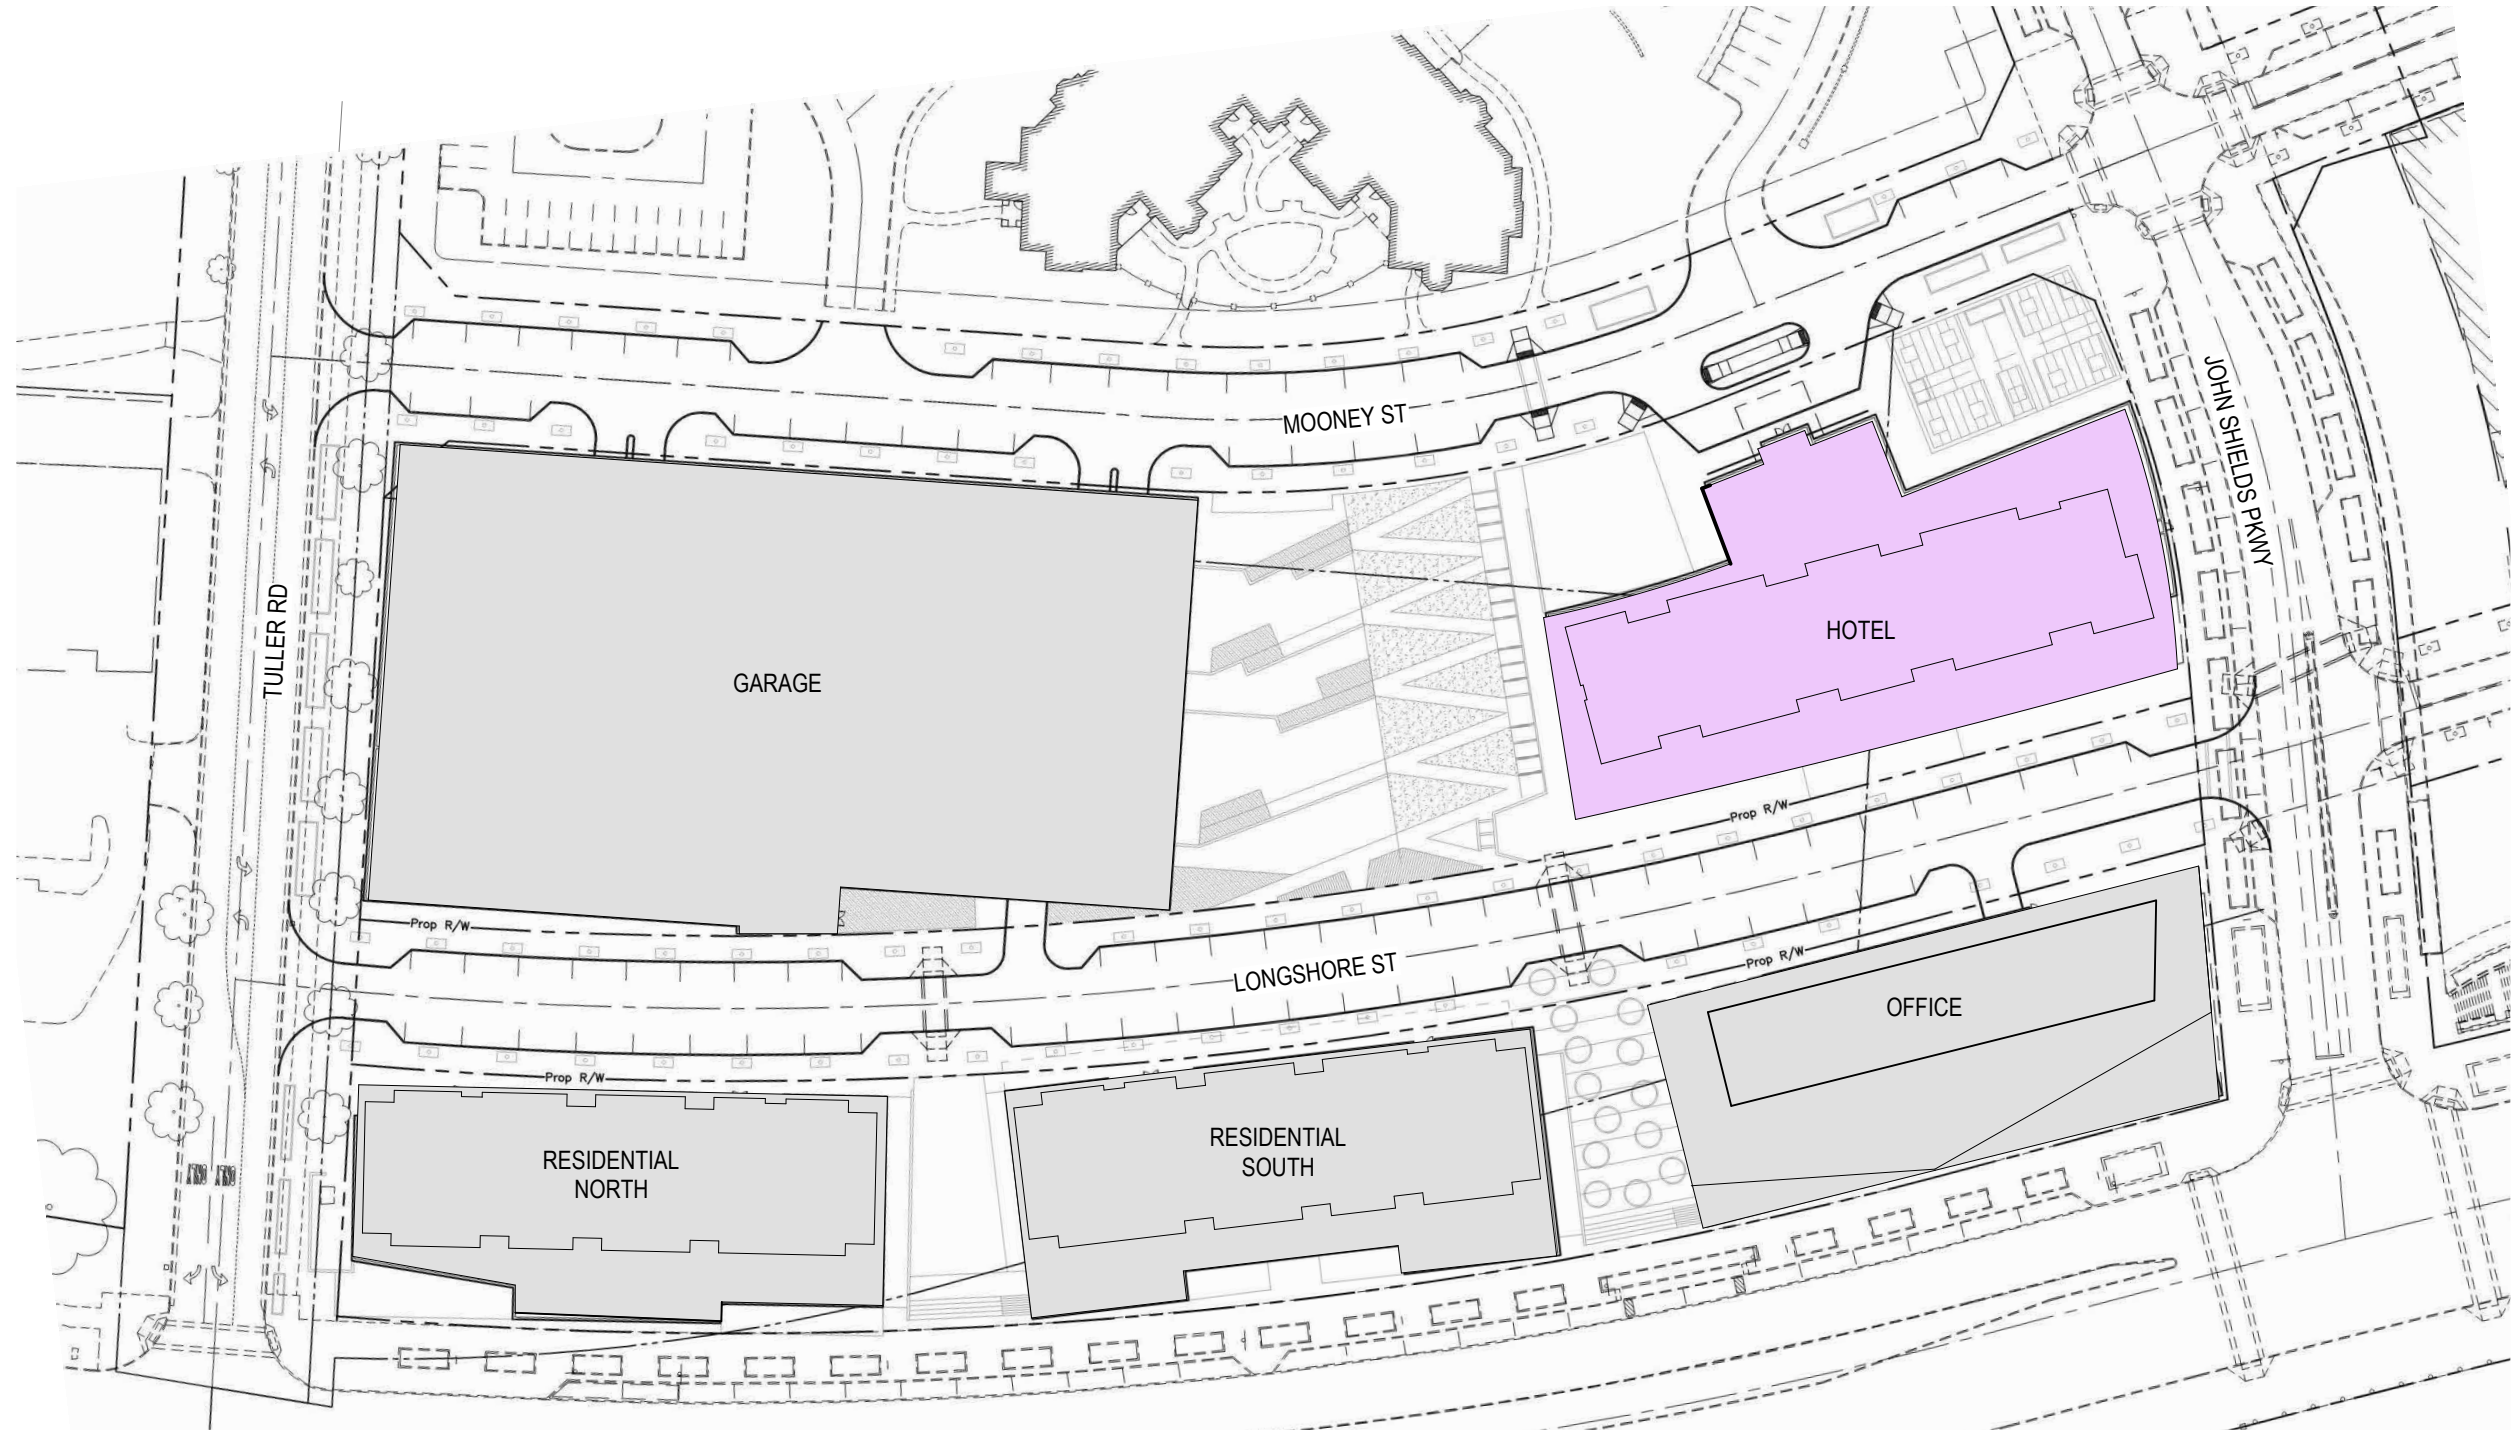 MOONEY ST
JOHN SHIELDS PKWY
TULLER RD
GARAGE
HOTEL
Prop R/W
Prop R/W
LONGSHORE ST
Prop R/W
OFFICE
Prop R/W
RESIDENTIAL
NORTH
RESIDENTIAL
SOUTH